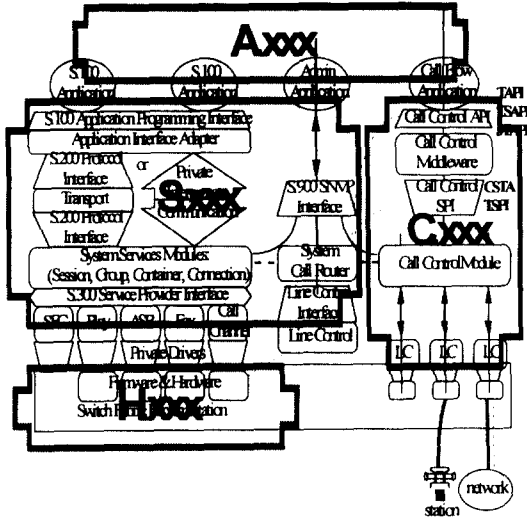 Axxx
S.100 Application
S.100 Application
Admin Application
Call Flow Application
TAPI
TSAPI
S.100 Application Programming Interface
Application Interface Adapter
Call Control API
Call Control Middleware
S.200 Protocol Interface
or
Private
Sxxx
Transport
S.200 Protocol Interface
S.900 SNMP Interface
Call Control SPI
CSTA
TSPI
Cxxx
System Services Modules:
(Session, Group, Container, Connection)
System Call Router
Call Control Module
S.300 Service Provider Interface
Line Control Interface
Play
ASR
Fax
Call Channel
Line Control
LC
LC
LC
Private Drivers
Firmware & Hardware
Hxxx
Switch
station
network